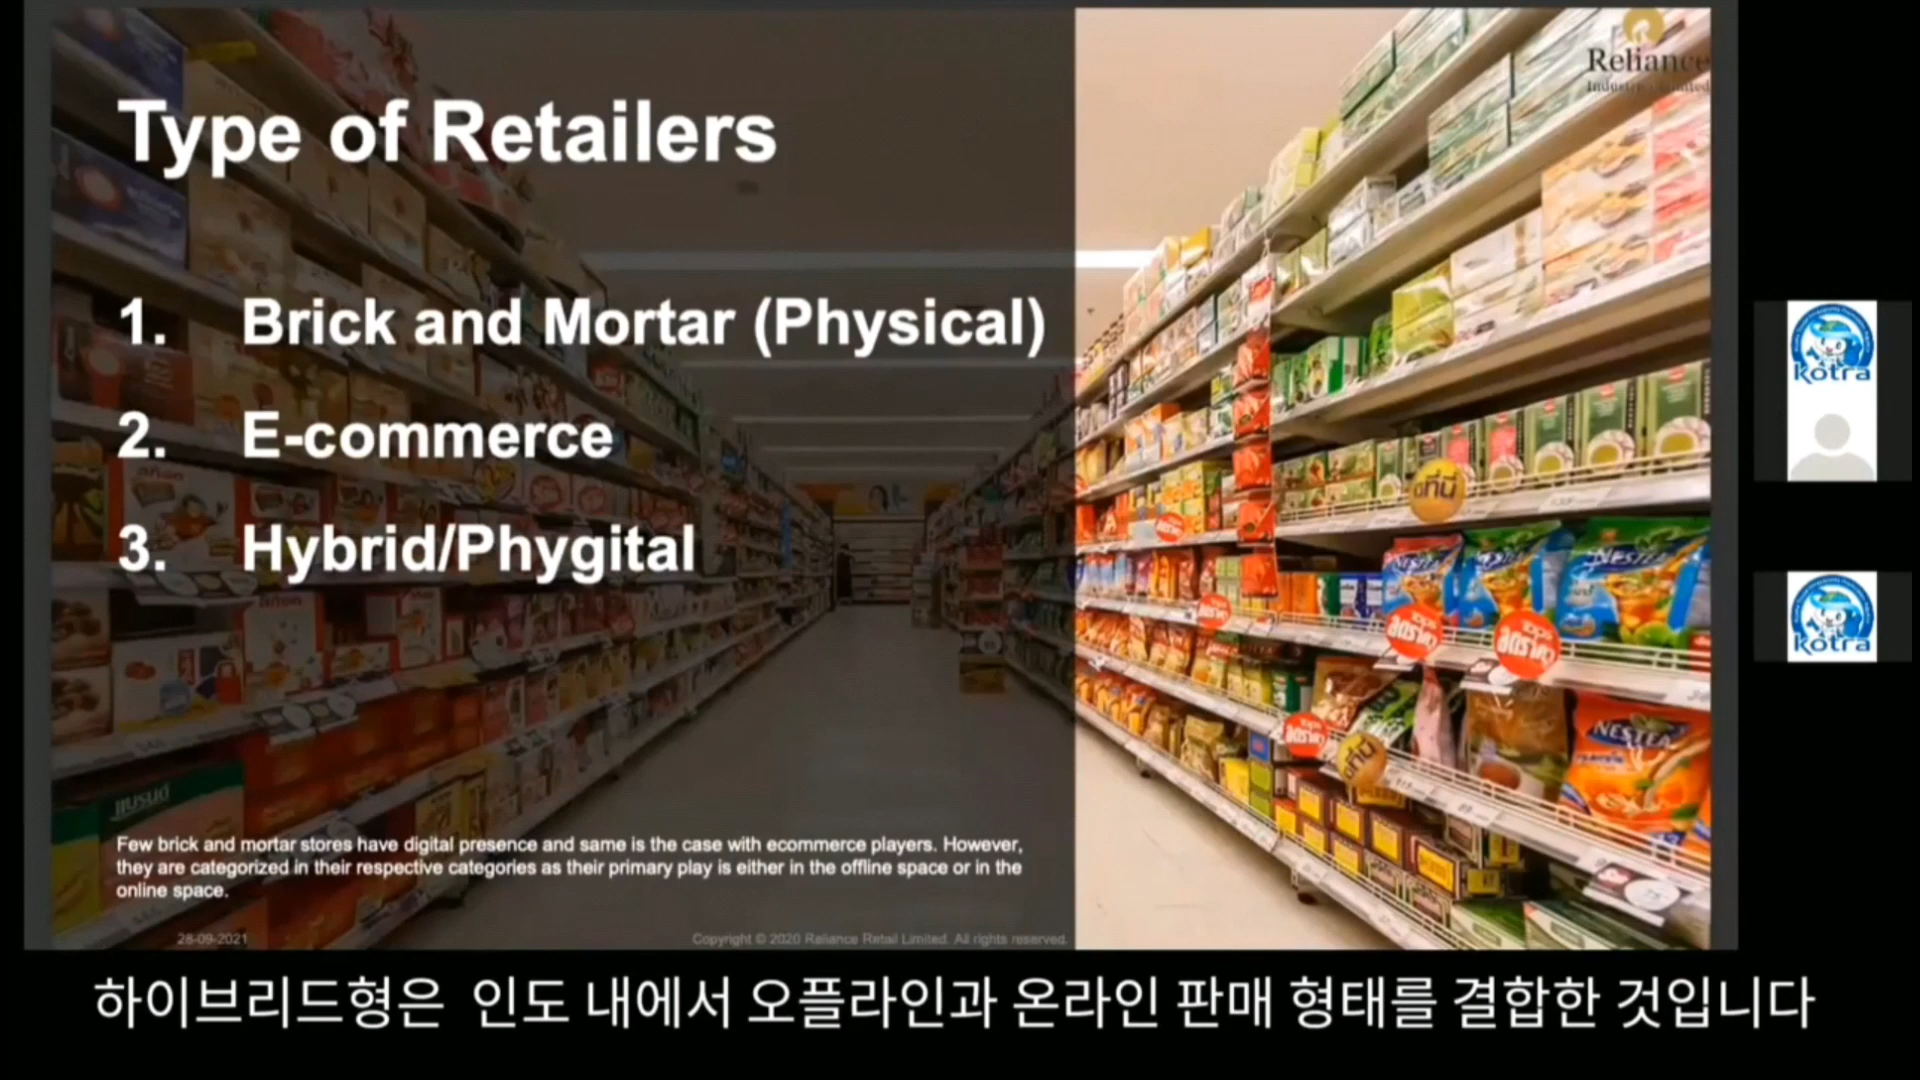 Reliance
Industries Limited
Type of Retailers
1. Brick and Mortar (Physical)
2. E-commerce
3. Hybrid/Phygital
kotra
kotra
NESTEA
NESTEA
Few brick and mortar stores have digital presence and same is the case with ecommerce players. However,
they are categorized in their respective categories as their primary play is either in the offline space or in the
online space.
28-09-2021
Copyright © 2020 Reliance Retail Limited. All rights reserved.
하이브리드형은 인도 내에서 오플라인과 온라인 판매 형태를 결합한 것입니다